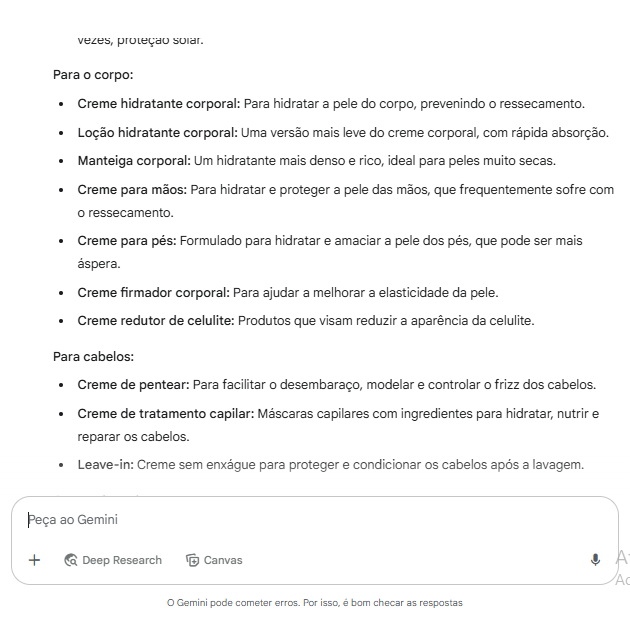 vezes, proteção solar.
Para o corpo:
• Creme hidratante corporal: Para hidratar a pele do corpo, prevenindo o ressecamento.
• Loção hidratante corporal: Uma versão mais leve do creme corporal, com rápida absorção.
• Manteiga corporal: Um hidratante mais denso e rico, ideal para peles muito secas.
• Creme para mãos: Para hidratar e proteger a pele das mãos, que frequentemente sofre com
o ressecamento.
• Creme para pés: Formulado para hidratar e amaciar a pele dos pés, que pode ser mais
áspera.
• Creme firmador corporal: Para ajudar a melhorar a elasticidade da pele.
• Creme redutor de celulite: Produtos que visam reduzir a aparência da celulite.
Para cabelos:
• Creme de pentear: Para facilitar o desembaraço, modelar e controlar o frizz dos cabelos.
• Creme de tratamento capilar: Máscaras capilares com ingredientes para hidratar, nutrir e
reparar os cabelos.
• Leave-in: Creme sem enxágue para proteger e condicionar os cabelos após a lavagem.
Peça ao Gemini
Deep Research Canvas
O Gemini pode cometer erros. Por isso, é bom checar as respostas